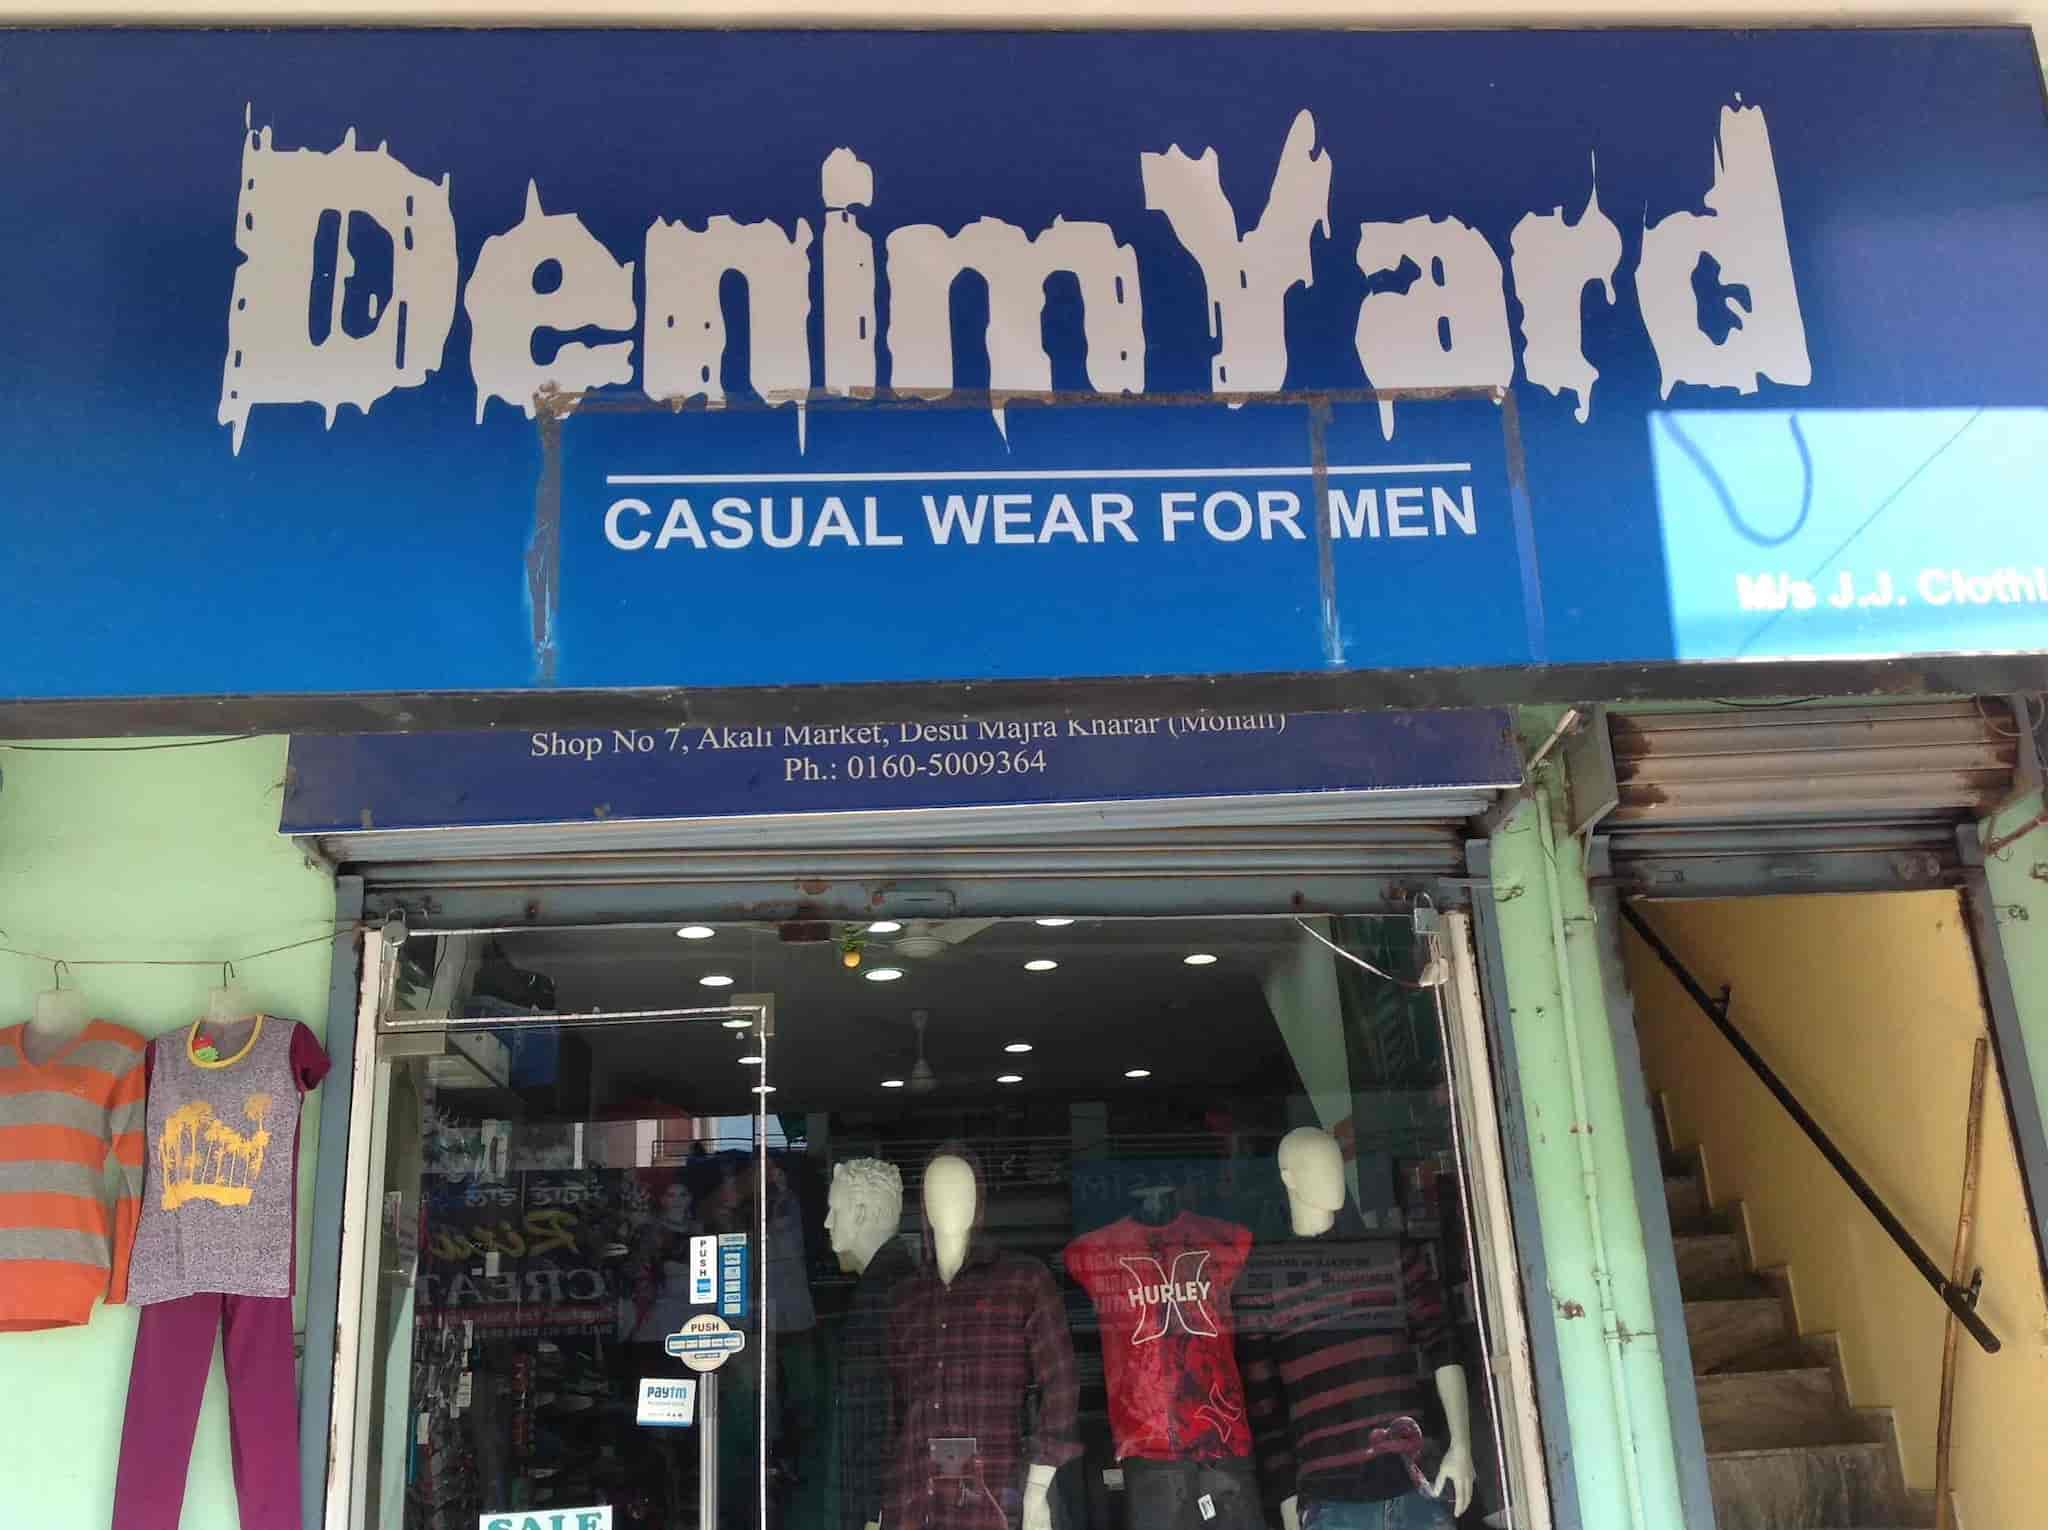 DenimYard
CASUAL WEAR FOR MEN
M/s J.J. Clothi
Shop No 7, Akali Market, Desu Majra Kharar (Mohali)
Ph.: 0160-5009364
HURLEY
PUSH
PUSH
paytm
SALE